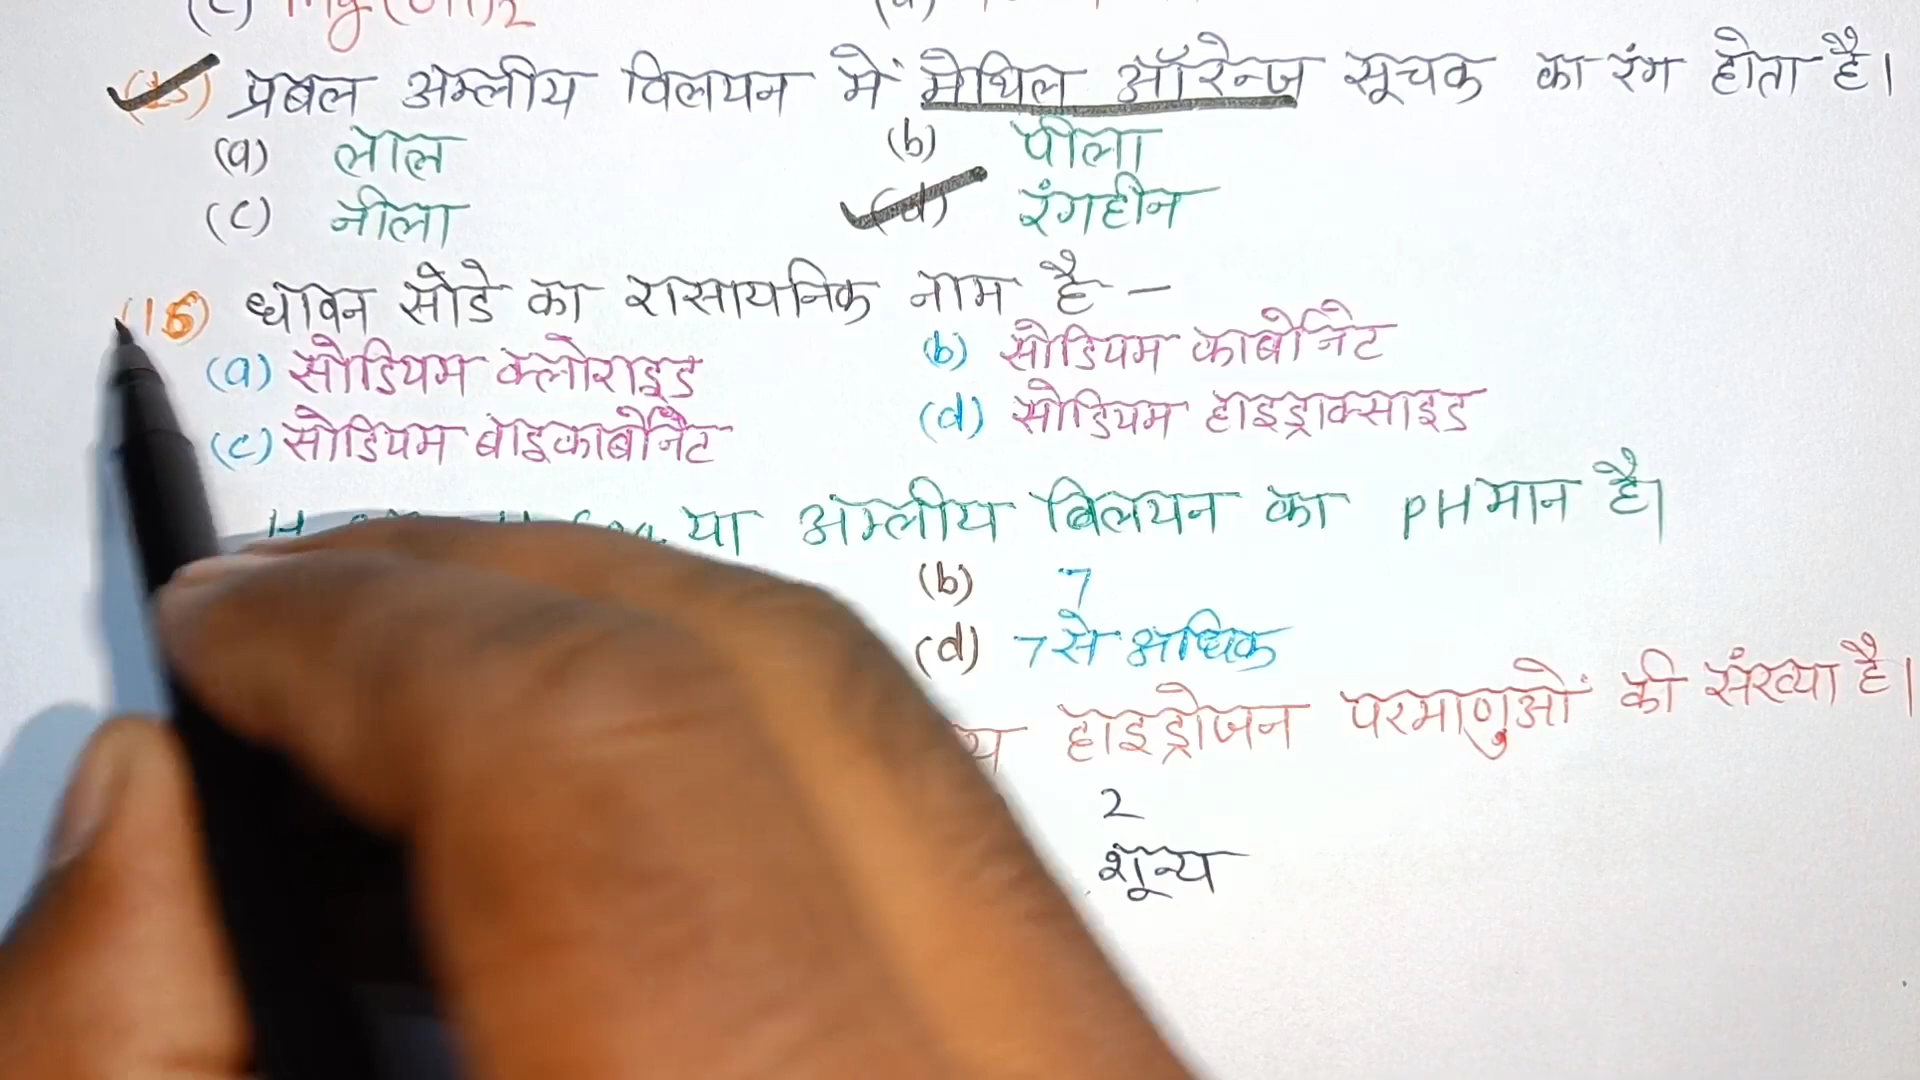 (15) प्रबल अम्लीय विलयन में मेथिल ऑरेन्ज सूचक का रंग होता है।
(a) लाल (b) पीला
(c) नीला (d) रंगहीन
(16) धावन सोडे का रासायनिक नाम है –
(a) सोडियम क्लोराइड (b) सोडियम कार्बोनेट
(c) सोडियम बाइकार्बोनेट (d) सोडियम हाइड्राक्साइड
या अम्लीय विलयन का pH मान है।
(b) 7
(d) 7 से अधिक
हाइड्रोजन परमाणुओं की संख्या है।
2
शून्य